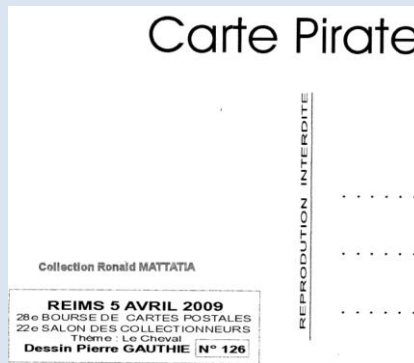 Carte Pirate
REPRODUTION INTERDITE
Collection Ronald MATTATIA
REIMS 5 AVRIL 2009
28e BOURSE DE CARTES POSTALES
22e SALON DES COLLECTIONNEURS
Thème : Le Cheval
Dessin Pierre GAUTHIE N° 126